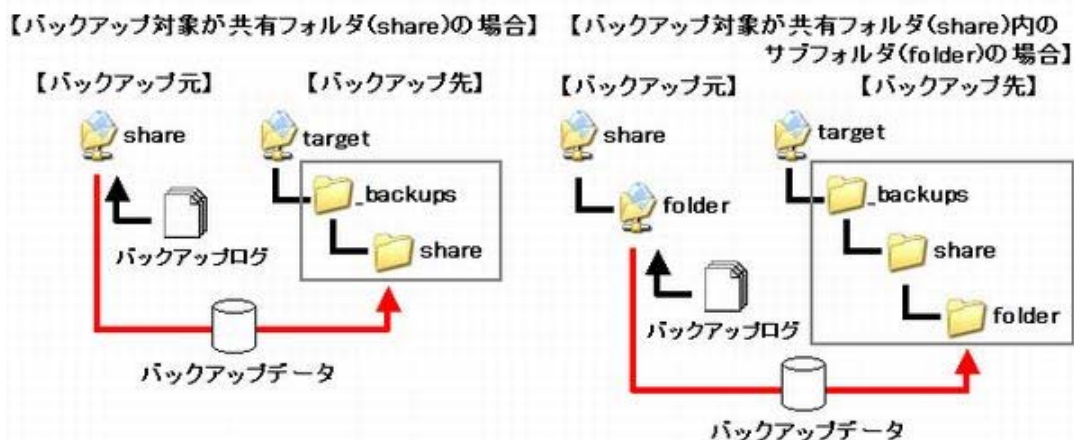 【バックアップ対象が共有フォルダ(share)の場合】
【バックアップ元】
【バックアップ先】
share
target
_backups
share
バックアップログ
バックアップデータ
【バックアップ対象が共有フォルダ(share)内の
サブフォルダ(folder)の場合】
【バックアップ元】
【バックアップ先】
share
target
folder
_backups
share
folder
バックアップログ
バックアップデータ